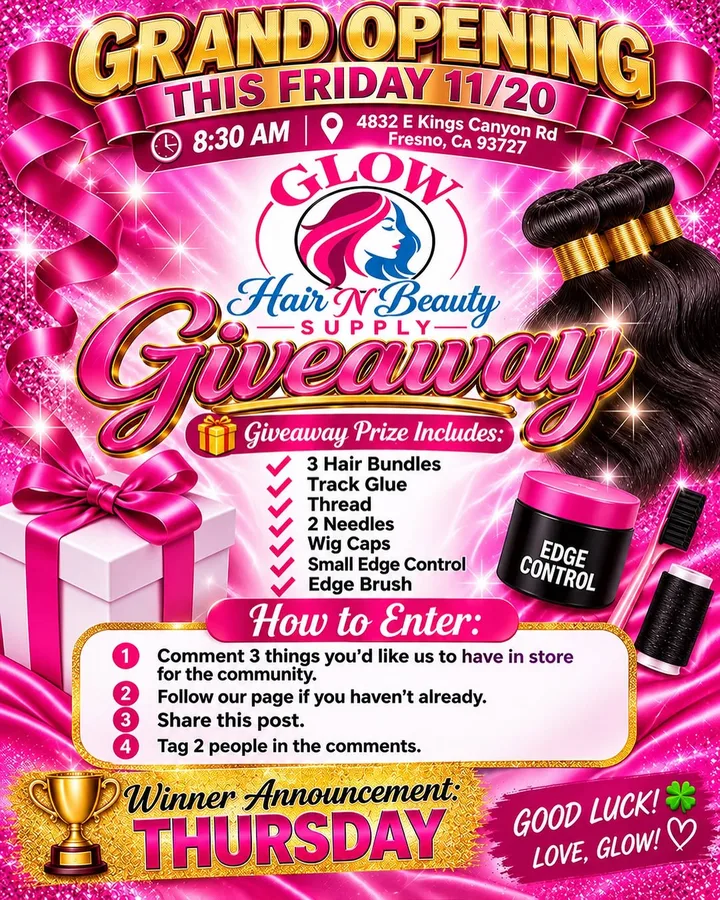 GRAND OPENING
THIS FRIDAY 11/20
8:30 AM
4832 E Kings Canyon Rd
Fresno, CA 93727
GLOW
Hair N' Beauty
SUPPLY
Giveaway
Giveaway Prize Includes:
3 Hair Bundles
Track Glue
Thread
2 Needles
Wig Caps
Small Edge Control
Edge Brush
EDGE
CONTROL
How to Enter:
1 Comment 3 things you'd like us to have in store
for the community.
2 Follow our page if you haven't already.
3 Share this post.
4 Tag 2 people in the comments.
Winner Announcement:
THURSDAY
GOOD LUCK! 🍀
LOVE, GLOW! ♡